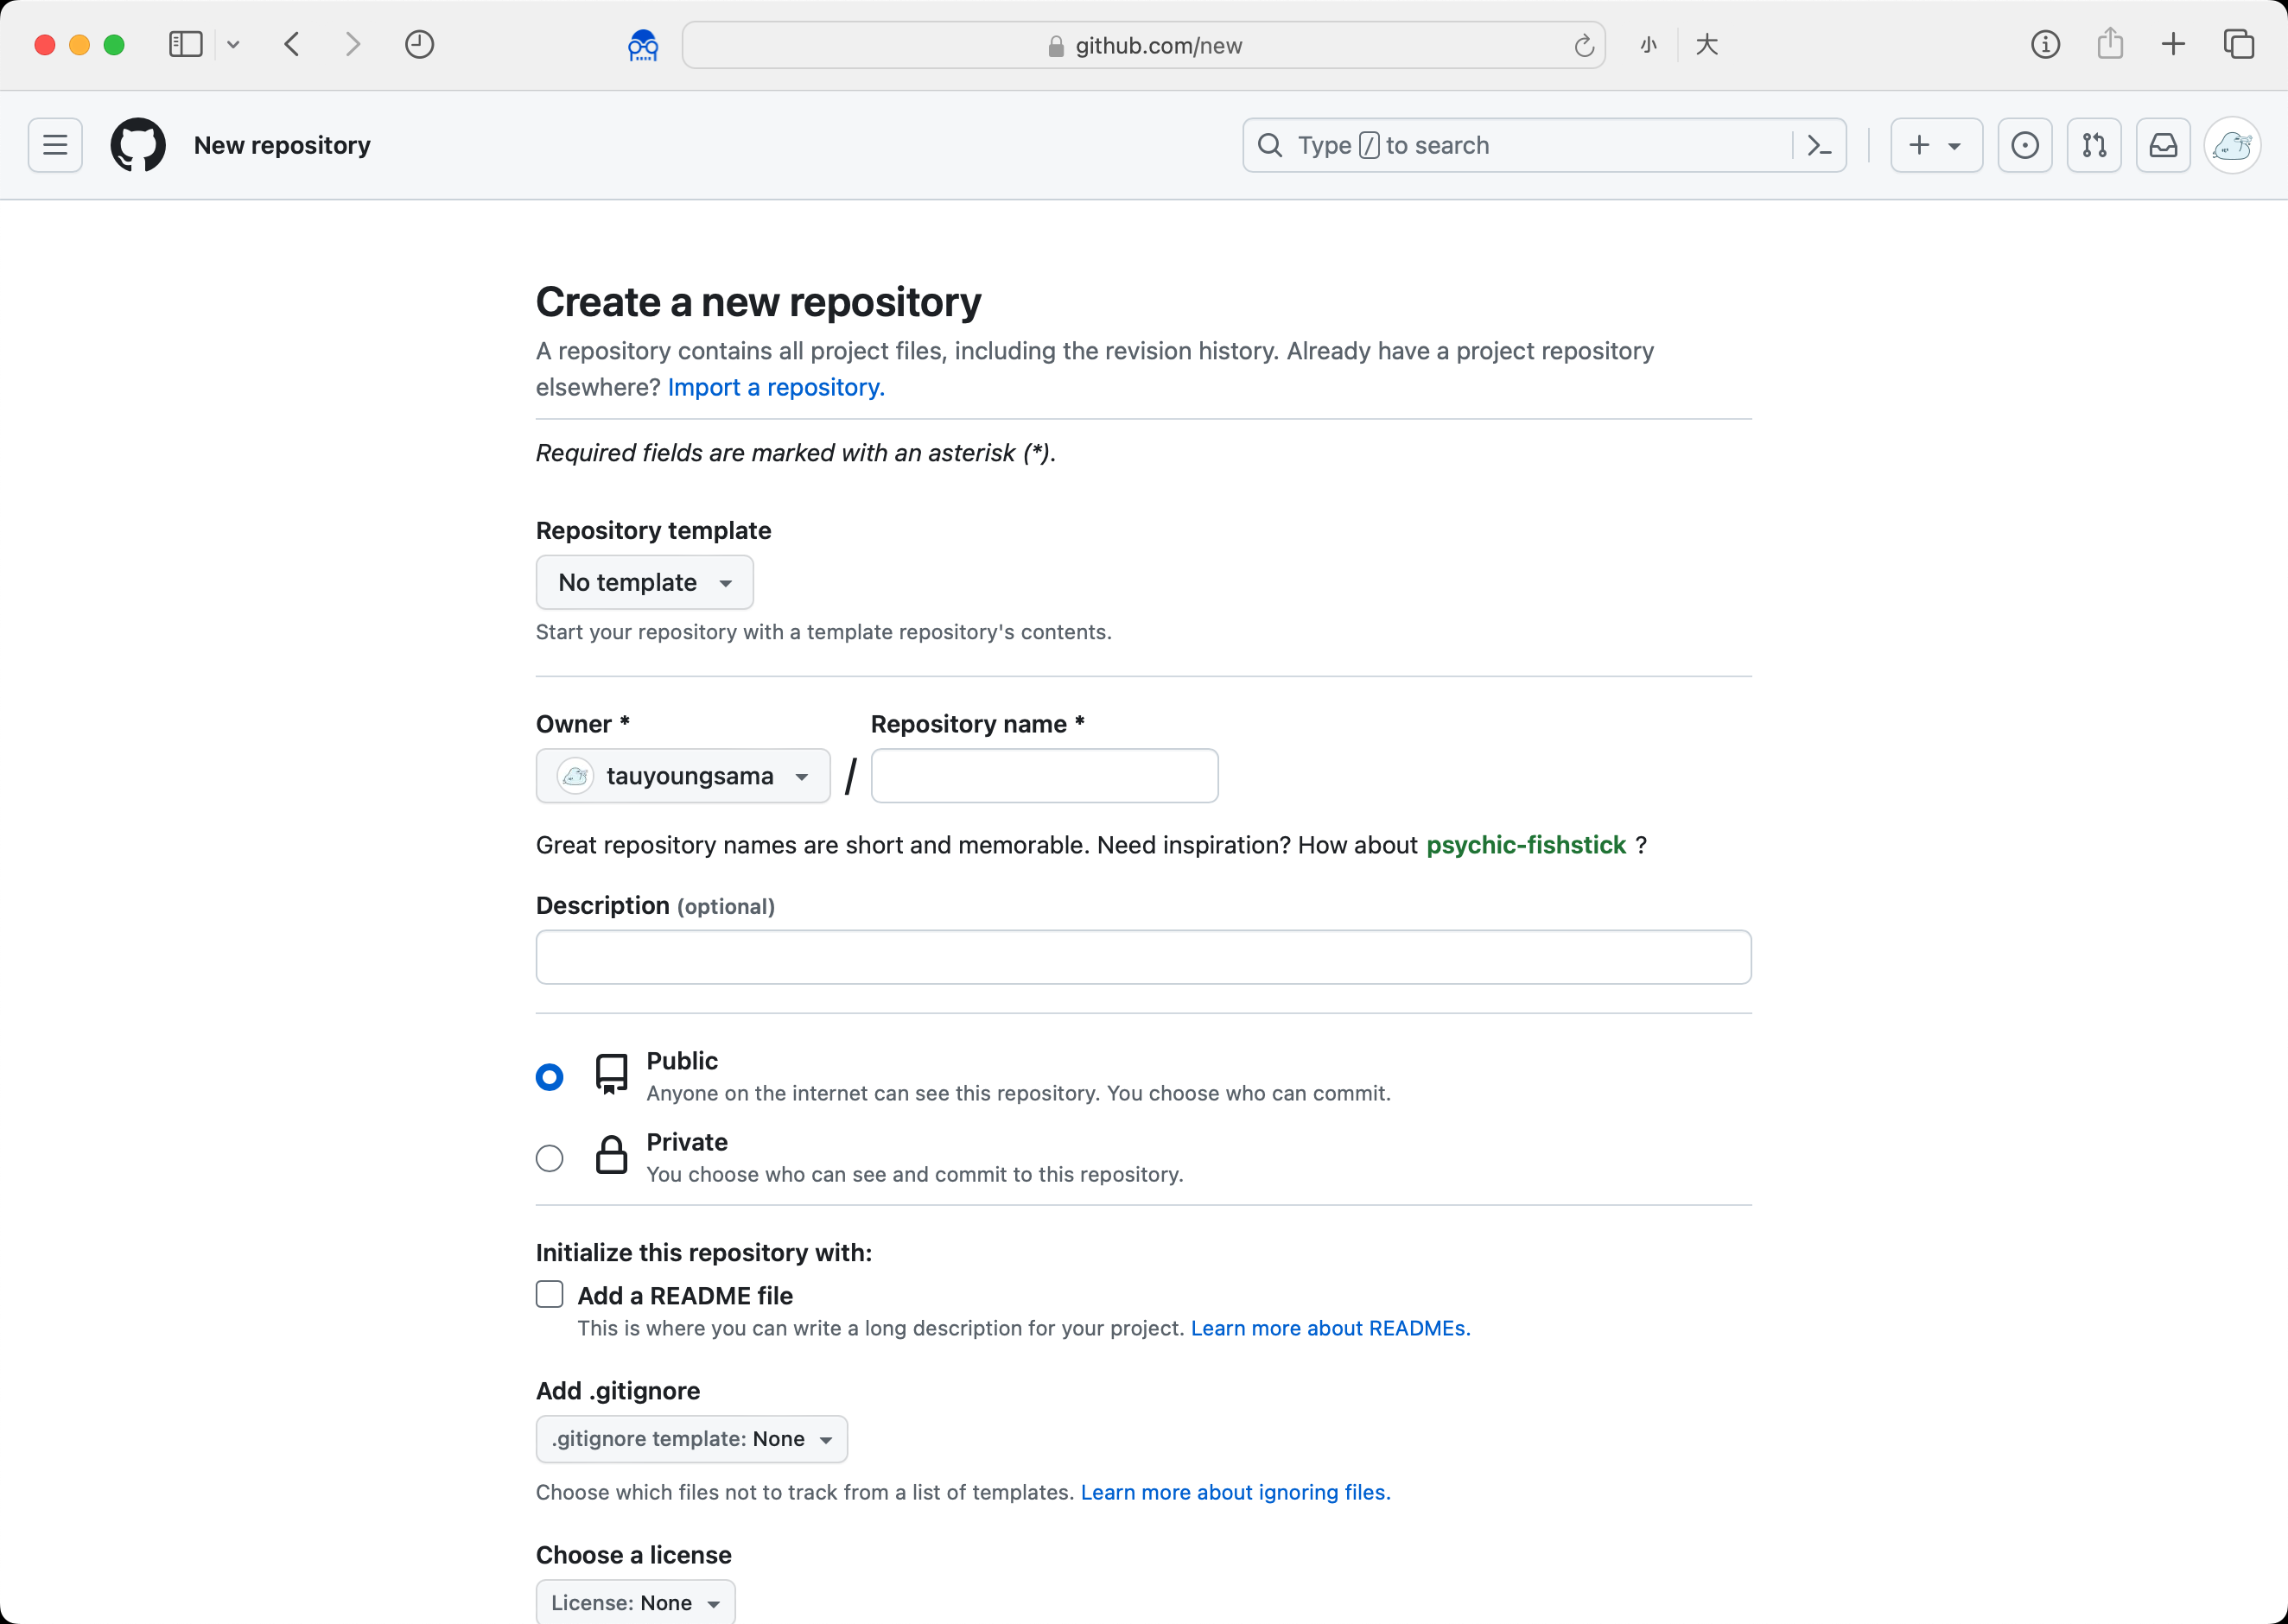 github.com/new
小 大
New repository
Type / to search
Create a new repository
A repository contains all project files, including the revision history. Already have a project repository
elsewhere? Import a repository.
Required fields are marked with an asterisk (*).
Repository template
No template
Start your repository with a template repository's contents.
Owner * Repository name *
tauyoungsama /
Great repository names are short and memorable. Need inspiration? How about psychic-fishstick ?
Description (optional)
Public
Anyone on the internet can see this repository. You choose who can commit.
Private
You choose who can see and commit to this repository.
Initialize this repository with:
Add a README file
This is where you can write a long description for your project. Learn more about READMEs.
Add .gitignore
.gitignore template: None
Choose which files not to track from a list of templates. Learn more about ignoring files.
Choose a license
License: None